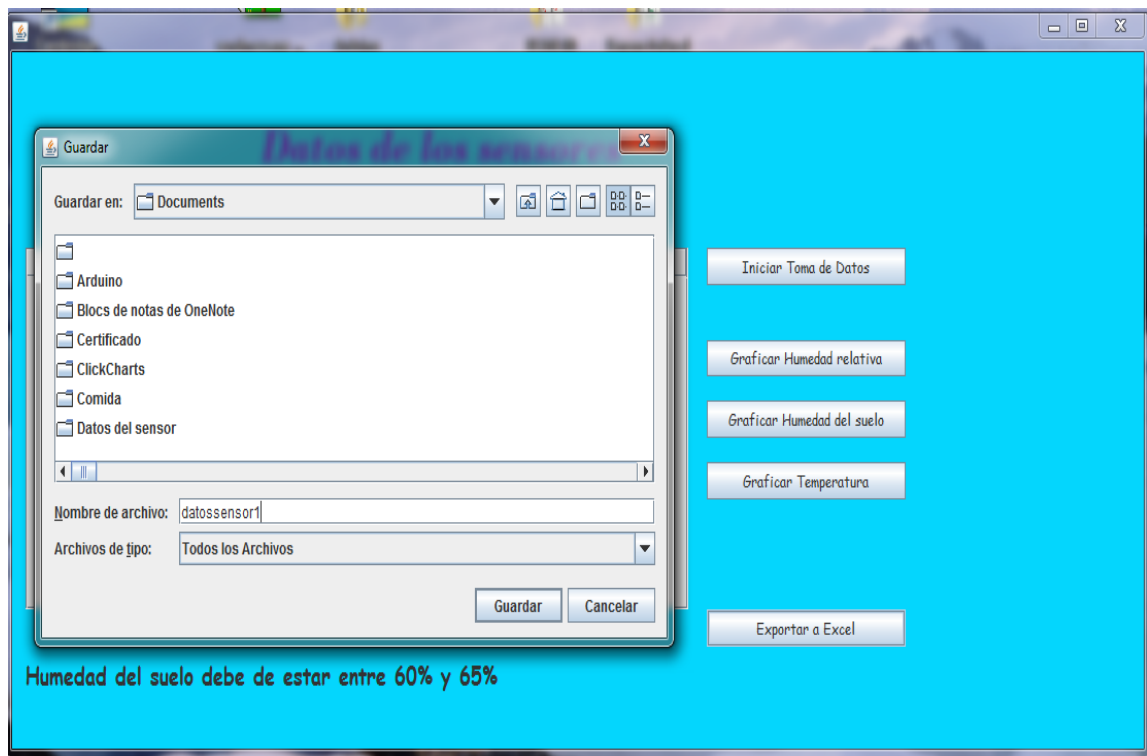 Guardar
Datos de los sensores
Guardar en:
Documents
Arduino
Blocs de notas de OneNote
Certificado
ClickCharts
Comida
Datos del sensor
Nombre de archivo:
datossensor1
Archivos de tipo:
Todos los Archivos
Guardar
Cancelar
Iniciar Toma de Datos
Graficar Humedad relativa
Graficar Humedad del suelo
Graficar Temperatura
Exportar a Excel
Humedad del suelo debe de estar entre 60% y 65%